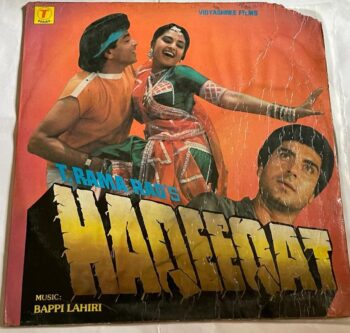 T
VIDYASHREE FILMS
T. RAMA RAO'S
HAQEEQAT
MUSIC:
BAPPI LAHIRI